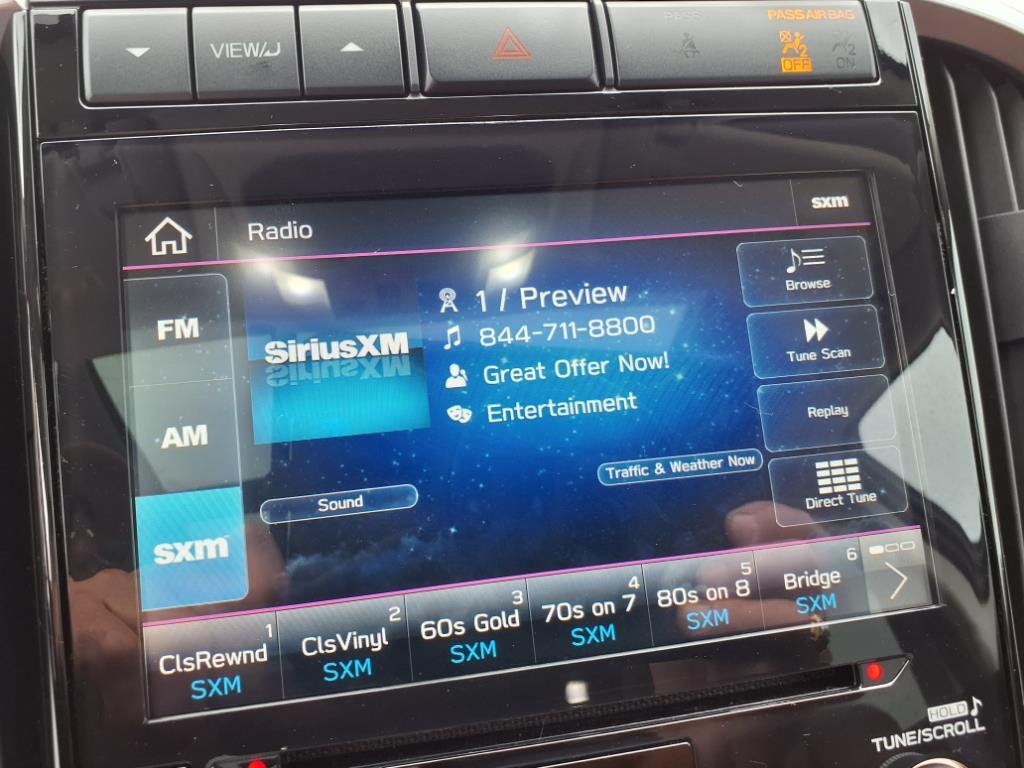 VIEW/
PASS
PASS AIR BAG
2
OFF
2
ON
Radio
sxm
FM
AM
sxm
SiriusXM
1 / Preview
844-711-8800
Great Offer Now!
Entertainment
Browse
Tune Scan
Replay
Direct Tune
Sound
Traffic & Weather Now
1
ClsRewnd
SXM
2
ClsVinyl
SXM
3
60s Gold
SXM
4
70s on 7
SXM
5
80s on 8
SXM
6
Bridge
SXM
HOLD
TUNE/SCROLL